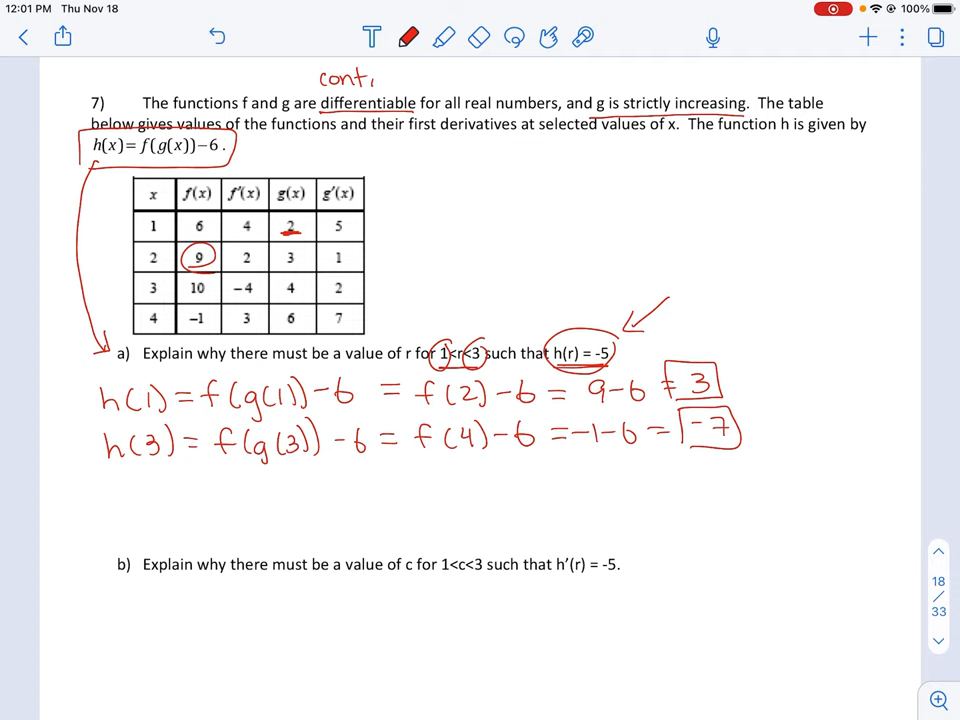 12:01 PM Thu Nov 18 100%
cont.
7) The functions f and g are differentiable for all real numbers, and g is strictly increasing. The table
below gives values of the functions and their first derivatives at selected values of x. The function h is given by
h(x)= f(g(x))−6 .
x f(x) f′(x) g(x) g′(x)
1 6 4 2 5
2 9 2 3 1
3 10 −4 4 2
4 −1 3 6 7
a) Explain why there must be a value of r for 1<r<3 such that h(r) = -5
h(1) = f(g(1)) − 6 = f(2) − 6 = 9 − 6 = 3
h(3) = f(g(3)) − 6 = f(4) − 6 = −1 − 6 = −7
b) Explain why there must be a value of c for 1<c<3 such that h′(r) = -5.
18
/
33